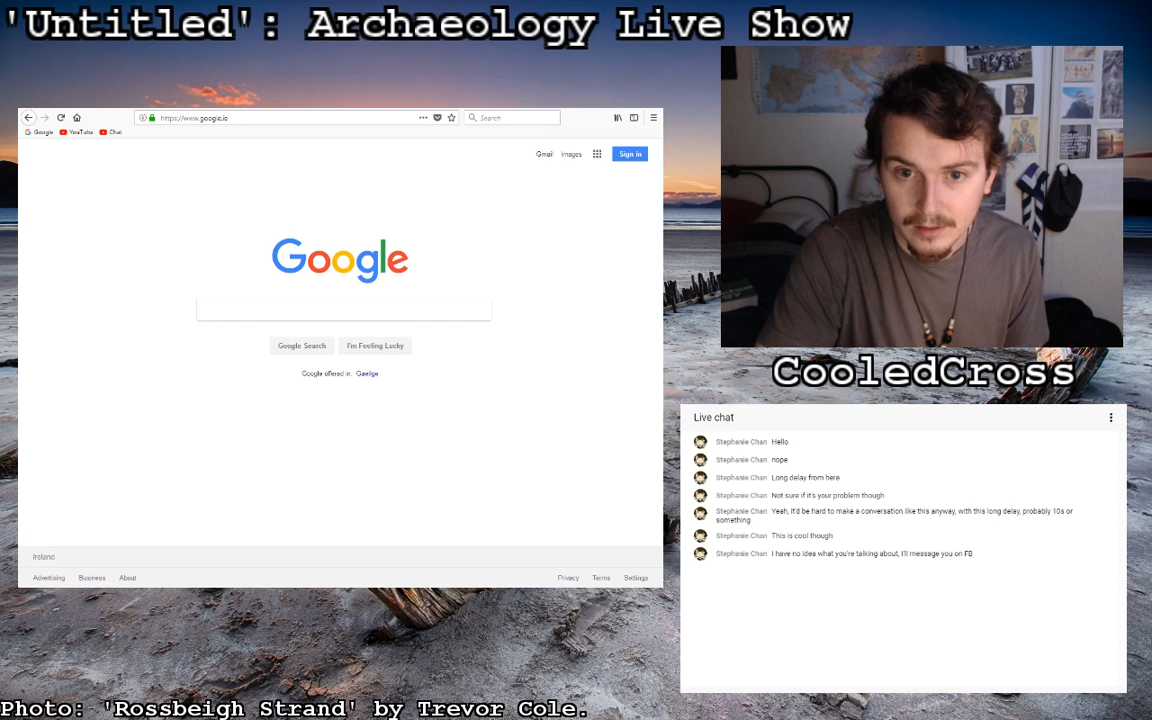 'Untitled': Archaeology Live Show
https://www.google.ie
Search
Google
YouTube
Chat
Gmail
Images
Sign in
Google
Google Search
I'm Feeling Lucky
Google offered in: Gaeilge
Ireland
Advertising
Business
About
Privacy
Terms
Settings
CooledCross
Live chat
Stephanie Chan Hello
Stephanie Chan nope
Stephanie Chan Long delay from here
Stephanie Chan Not sure if it's your problem though
Stephanie Chan Yeah, it'd be hard to make a conversation like this anyway, with this long delay, probably 10s or
something
Stephanie Chan This is cool though
Stephanie Chan I have no idea what you're talking about, I'll message you on FB
Photo: 'Rossbeigh Strand' by Trevor Cole.